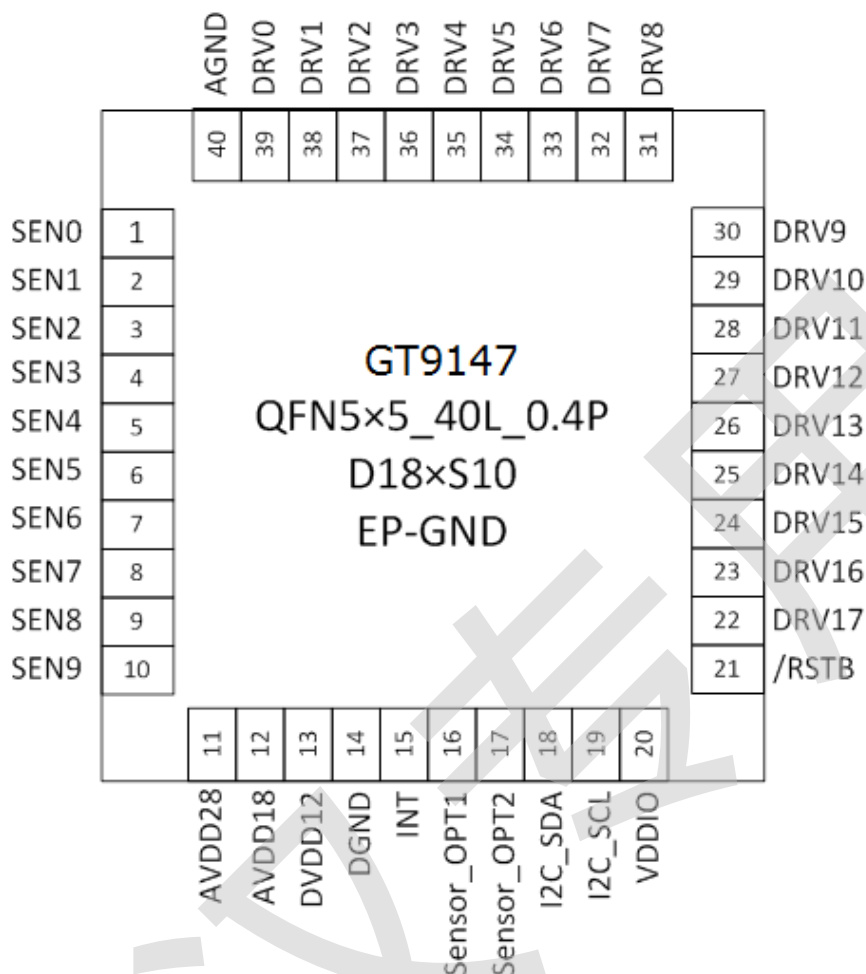 AGND DRV0 DRV1 DRV2 DRV3 DRV4 DRV5 DRV6 DRV7 DRV8
40 39 38 37 36 35 34 33 32 31
SEN0 1 30 DRV9
SEN1 2 29 DRV10
SEN2 3 28 DRV11
SEN3 4 27 DRV12
SEN4 5 26 DRV13
SEN5 6 25 DRV14
SEN6 7 24 DRV15
SEN7 8 23 DRV16
SEN8 9 22 DRV17
SEN9 10 21 /RSTB
GT9147
QFN5×5_40L_0.4P
D18×S10
EP-GND
11 12 13 14 15 16 17 18 19 20
AVDD28 AVDD18 DVDD12 DGND INT Sensor_OPT1 Sensor_OPT2 I2C_SDA I2C_SCL VDDIO